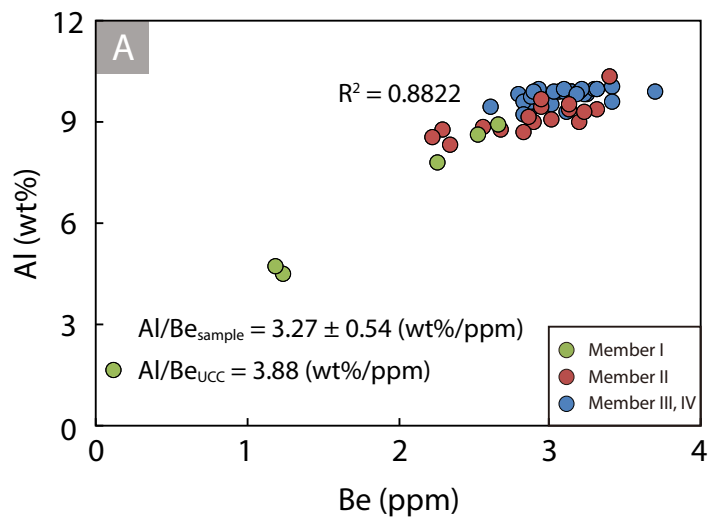 12
A
R² = 0.8822
9
Al (wt%)
6
3
Al/Be_sample = 3.27 ± 0.54 (wt%/ppm)
Al/Be_UCC = 3.88 (wt%/ppm)
Member I
Member II
Member III, IV
0
0 1 2 3 4
Be (ppm)